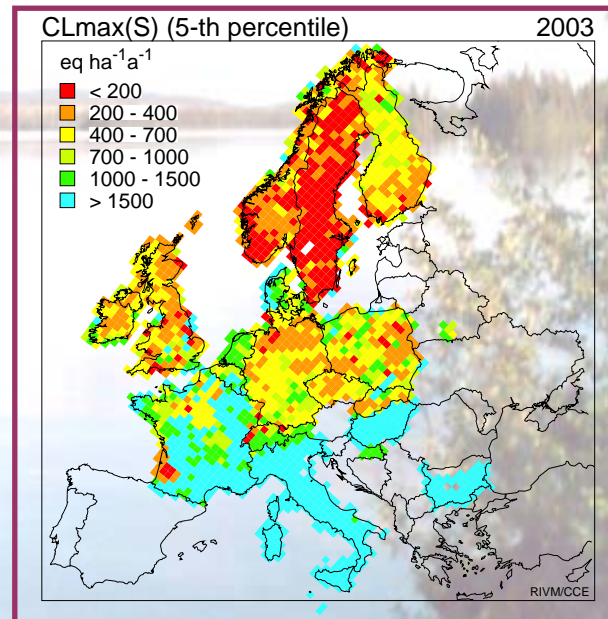 CLmax(S) (5-th percentile) 2003
eq ha⁻¹a⁻¹
< 200
200 - 400
400 - 700
700 - 1000
1000 - 1500
> 1500
RIVM/CCE